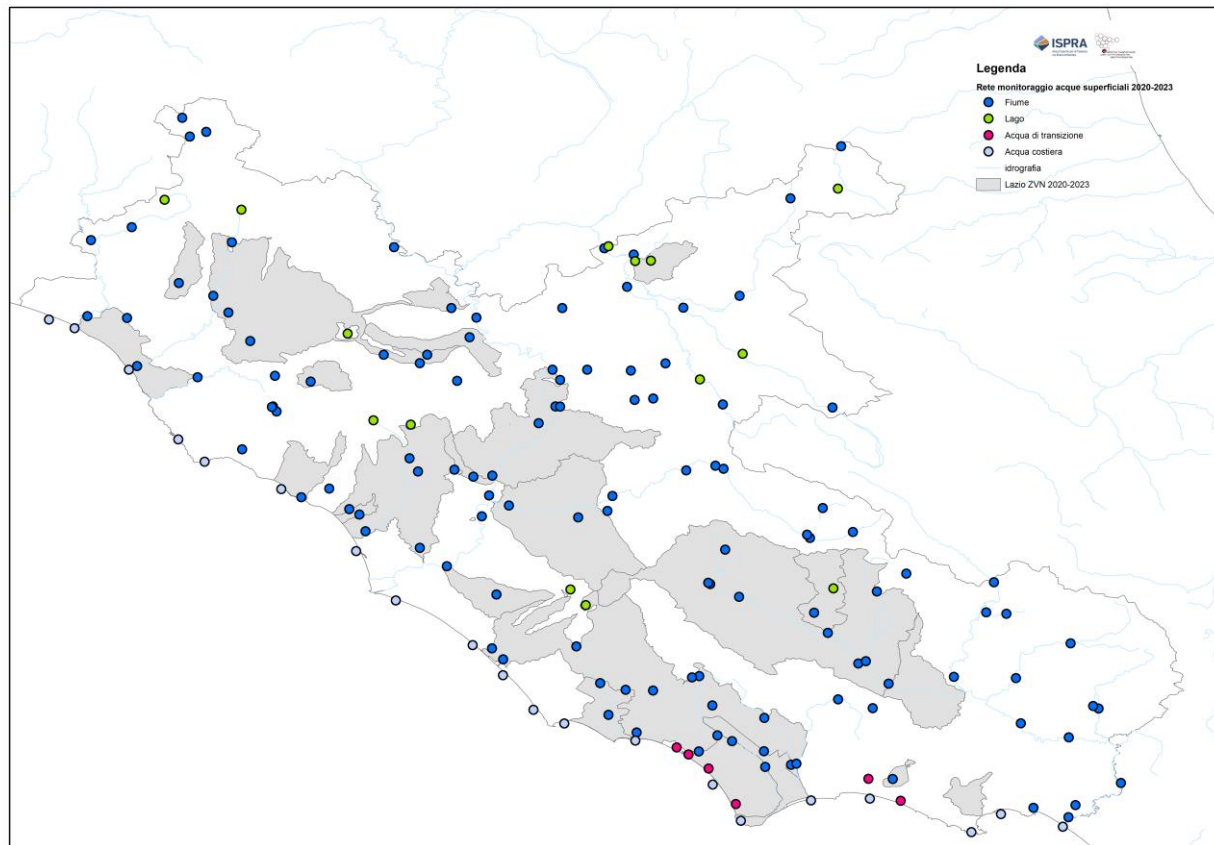 ISPRA
Legenda
Rete monitoraggio acque superficiali 2020-2023
Fiume
Lago
Acqua di transizione
Acqua costiera
idrografia
Lazio ZVN 2020-2023